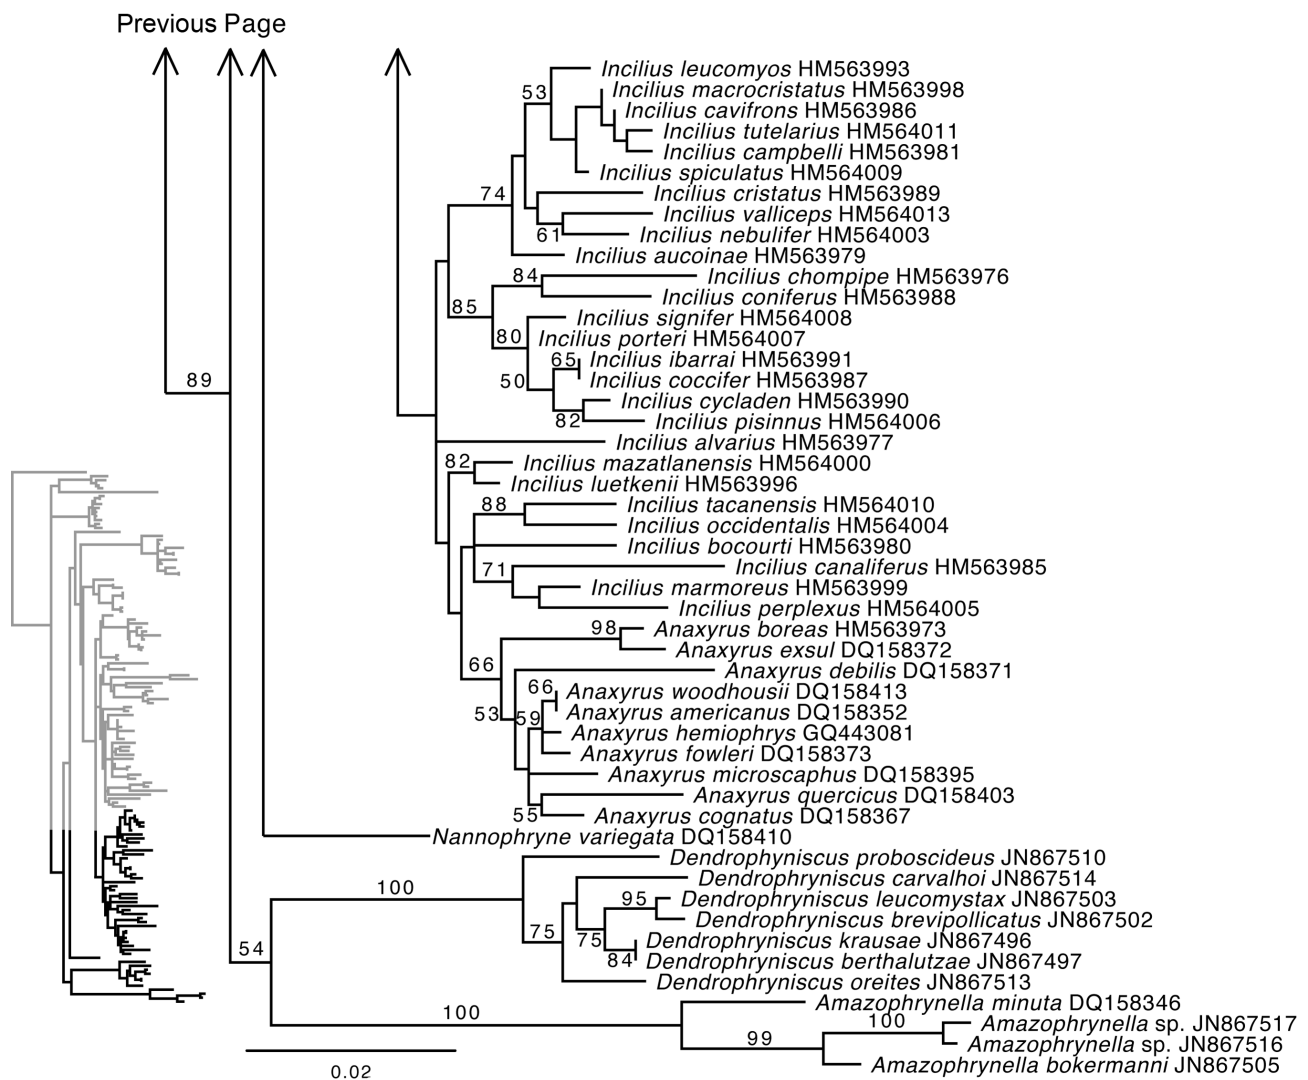 Previous Page
Incilius leucomyos HM563993
53
Incilius macrocristatus HM563998
Incilius cavifrons HM563986
Incilius tutelarius HM564011
Incilius campbelli HM563981
Incilius spiculatus HM564009
74
Incilius cristatus HM563989
Incilius valliceps HM564013
61
Incilius nebulifer HM564003
Incilius aucoinae HM563979
84
Incilius chompipe HM563976
Incilius coniferus HM563988
85
Incilius signifer HM564008
80
Incilius porteri HM564007
65
Incilius ibarrai HM563991
50
Incilius coccifer HM563987
89
Incilius cycladen HM563990
82
Incilius pisinnus HM564006
Incilius alvarius HM563977
82
Incilius mazatlanensis HM564000
Incilius luetkenii HM563996
88
Incilius tacanensis HM564010
Incilius occidentalis HM564004
Incilius bocourti HM563980
71
Incilius canaliferus HM563985
Incilius marmoreus HM563999
Incilius perplexus HM564005
98
Anaxyrus boreas HM563973
Anaxyrus exsul DQ158372
66
Anaxyrus debilis DQ158371
66
Anaxyrus woodhousii DQ158413
53
59
Anaxyrus americanus DQ158352
Anaxyrus hemiophrys GQ443081
Anaxyrus fowleri DQ158373
Anaxyrus microscaphus DQ158395
Anaxyrus quercicus DQ158403
55
Anaxyrus cognatus DQ158367
Nannophryne variegata DQ158410
Dendrophyniscus proboscideus JN867510
100
Dendrophryniscus carvalhoi JN867514
95
Dendrophryniscus leucomystax JN867503
Dendrophryniscus brevipollicatus JN867502
75
75
Dendrophryniscus krausae JN867496
54
84
Dendrophryniscus berthalutzae JN867497
Dendrophryniscus oreites JN867513
Amazophrynella minuta DQ158346
100
100
Amazophrynella sp. JN867517
99
Amazophrynella sp. JN867516
Amazophrynella bokermanni JN867505
0.02